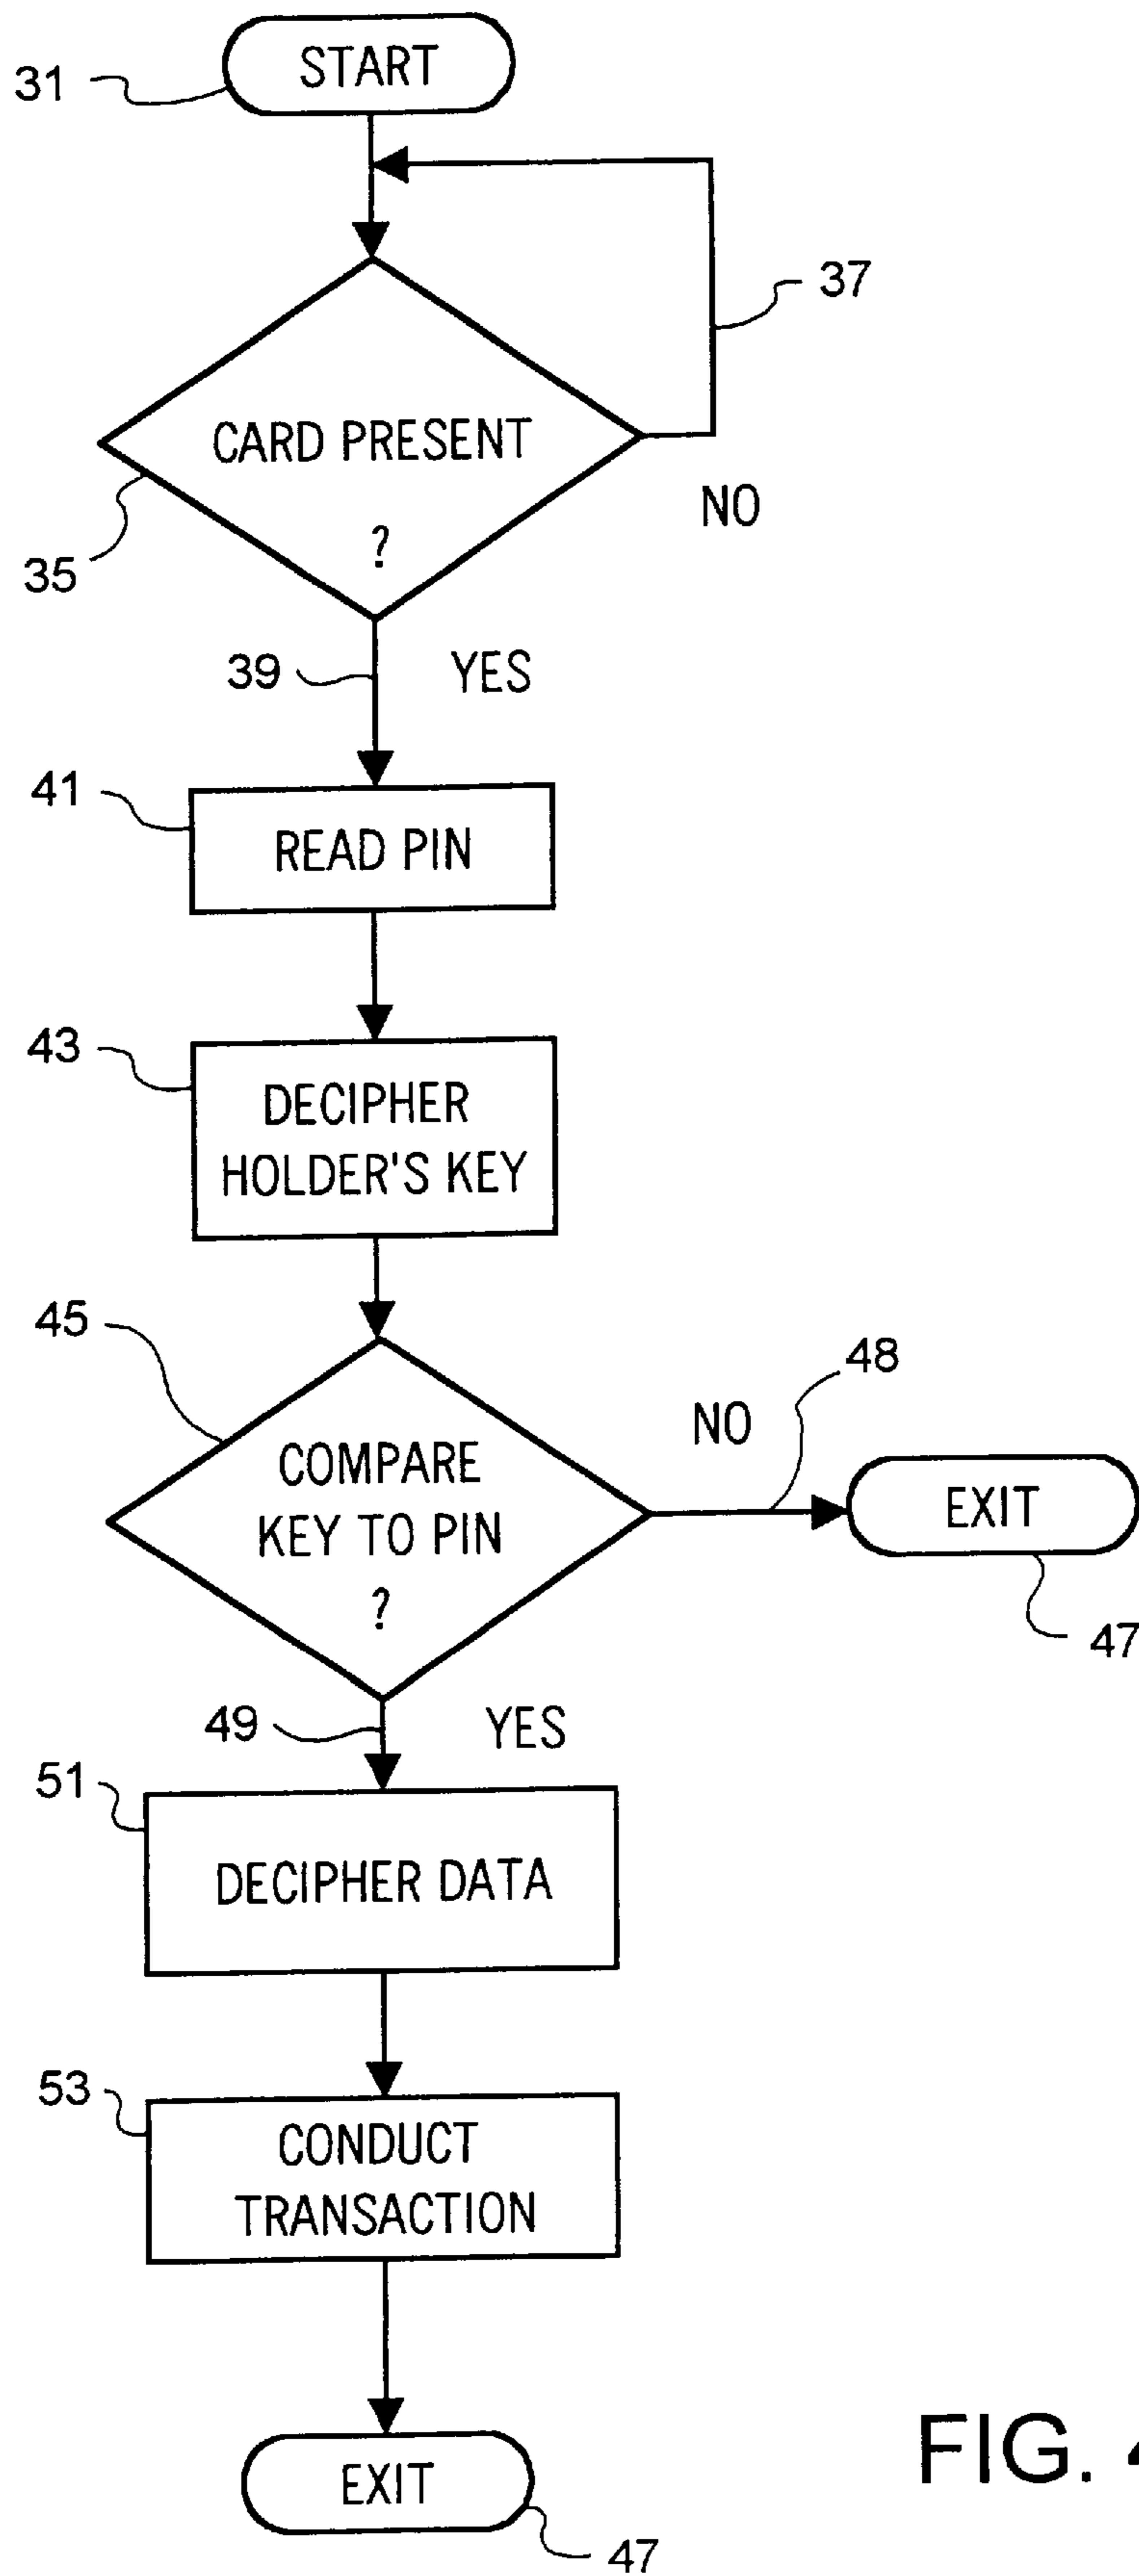 START
31
37
CARD PRESENT
?
NO
35
39
YES
41
READ PIN
43
DECIPHER
HOLDER'S KEY
45
48
NO
COMPARE
KEY TO PIN
?
EXIT
47
49
YES
51
DECIPHER DATA
53
CONDUCT
TRANSACTION
EXIT
47
FIG. 4